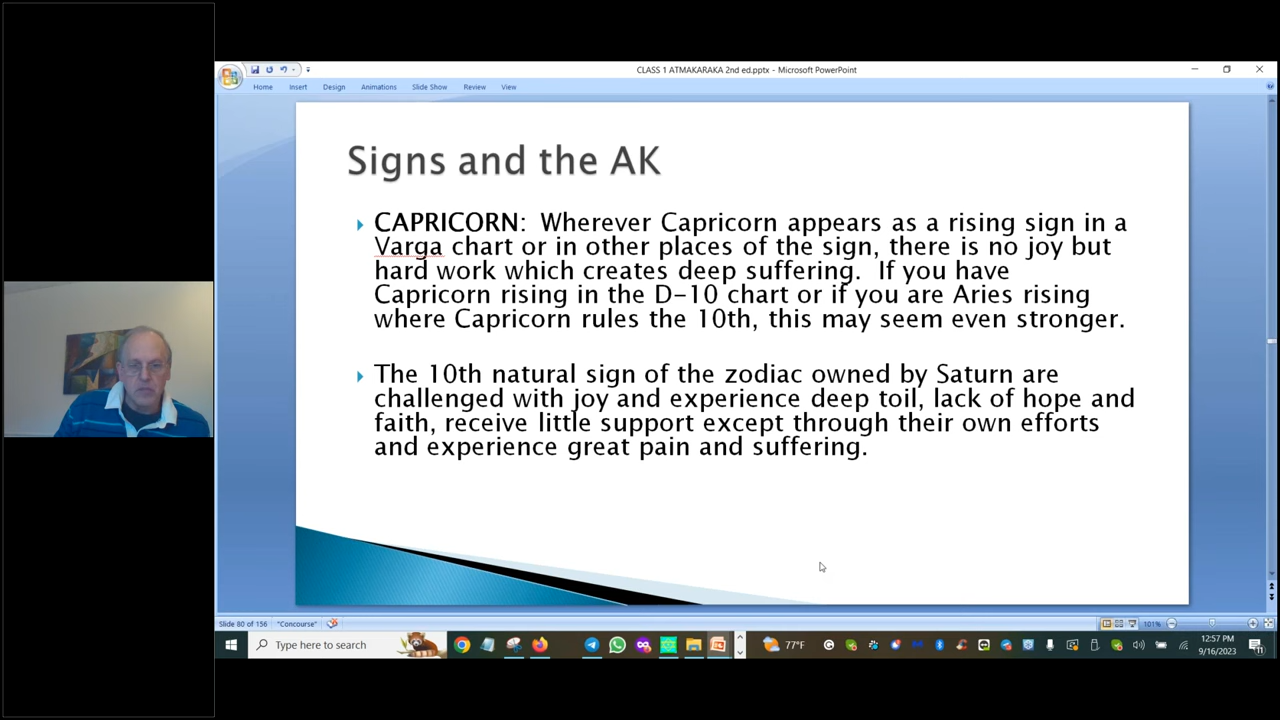 CLASS 1 ATMAKARAKA 2nd ed.pptx - Microsoft PowerPoint
Home Insert Design Animations Slide Show Review View
Signs and the AK
CAPRICORN: Wherever Capricorn appears as a rising sign in a
Varga chart or in other places of the sign, there is no joy but
hard work which creates deep suffering. If you have
Capricorn rising in the D-10 chart or if you are Aries rising
where Capricorn rules the 10th, this may seem even stronger.
The 10th natural sign of the zodiac owned by Saturn are
challenged with joy and experience deep toil, lack of hope and
faith, receive little support except through their own efforts
and experience great pain and suffering.
Slide 80 of 156 "Concourse" 101%
Type here to search 77°F 12:57 PM
9/16/2023 11